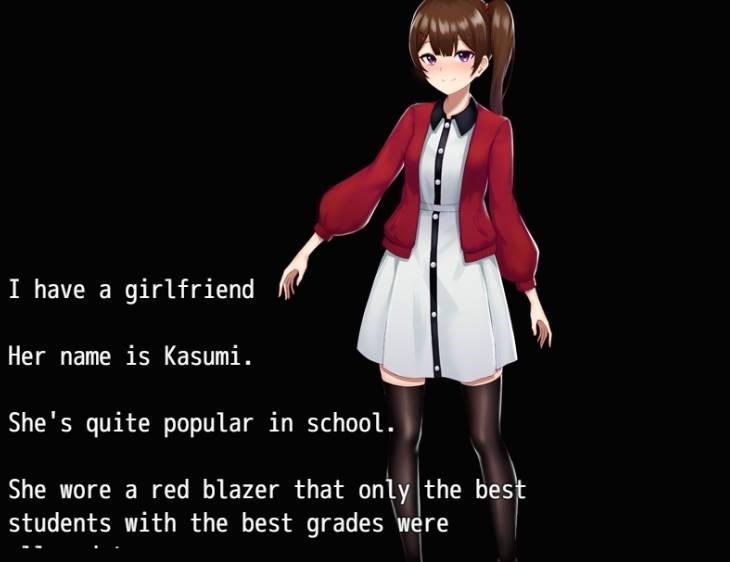 I have a girlfriend
Her name is Kasumi.
She's quite popular in school.
She wore a red blazer that only the best
students with the best grades were